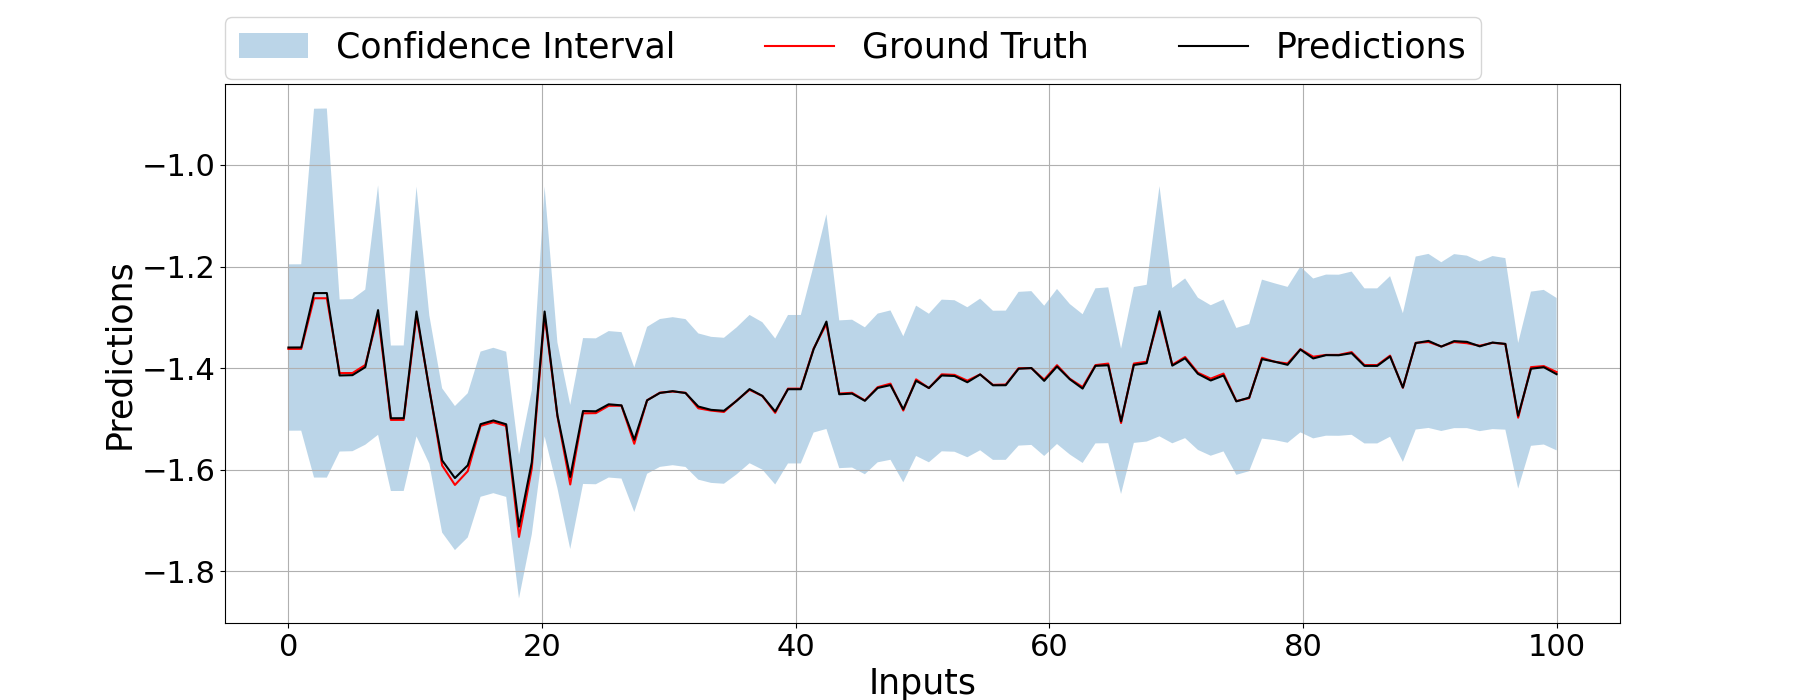 Confidence Interval Ground Truth Predictions
−1.0
−1.2
−1.4
−1.6
−1.8
Predictions
0 20 40 60 80 100
Inputs